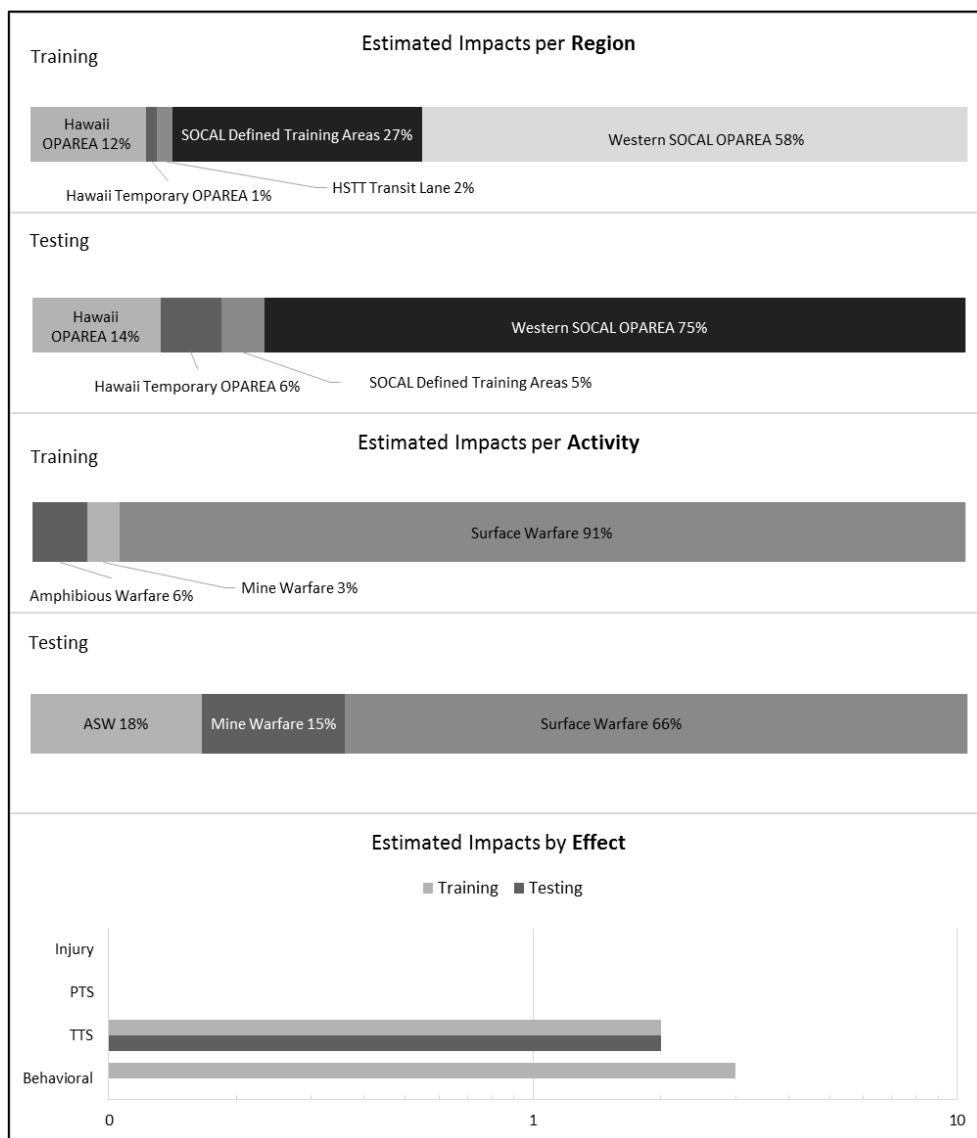 Estimated Impacts per Region
Training
Hawaii
OPAREA 12%
SOCAL Defined Training Areas 27%
Western SOCAL OPAREA 58%
Hawaii Temporary OPAREA 1%
HSTT Transit Lane 2%
Testing
Hawaii
OPAREA 14%
Western SOCAL OPAREA 75%
Hawaii Temporary OPAREA 6%
SOCAL Defined Training Areas 5%
Estimated Impacts per Activity
Training
Surface Warfare 91%
Amphibious Warfare 6%
Mine Warfare 3%
Testing
ASW 18%
Mine Warfare 15%
Surface Warfare 66%
Estimated Impacts by Effect
Training
Testing
Injury
PTS
TTS
Behavioral
0
1
10